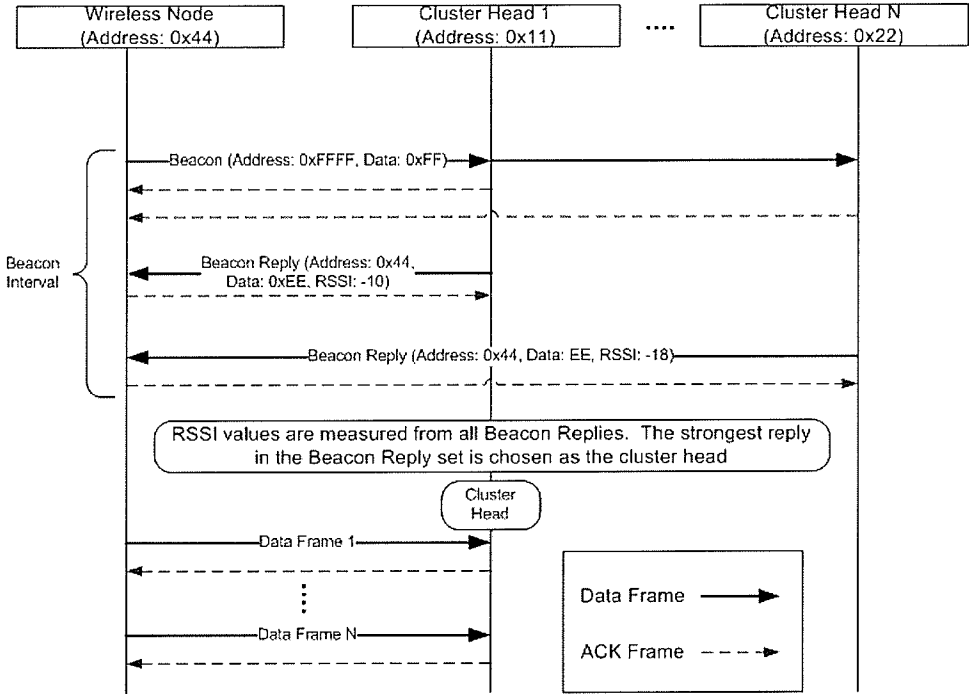 Wireless Node
(Address: 0x44)
Cluster Head 1
(Address: 0x11)
....
Cluster Head N
(Address: 0x22)
Beacon (Address: 0xFFFF, Data: 0xFF)
Beacon
Interval
Beacon Reply (Address: 0x44,
Data: 0xEE, RSSI: -10)
Beacon Reply (Address: 0x44, Data: EE, RSSI: -18)
RSSI values are measured from all Beacon Replies. The strongest reply
in the Beacon Reply set is chosen as the cluster head
Cluster
Head
Data Frame 1
Data Frame N
Data Frame
ACK Frame